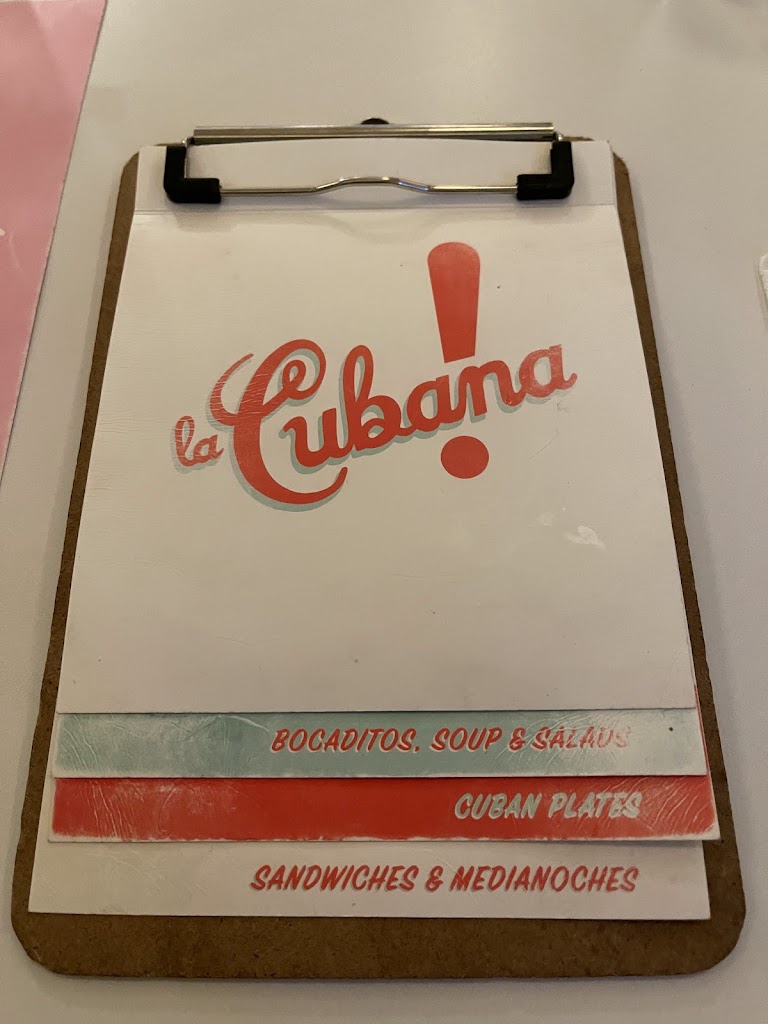 la Cubana!
BOCADITOS, SOUP & SALADS
CUBAN PLATES
SANDWICHES & MEDIANOCHES